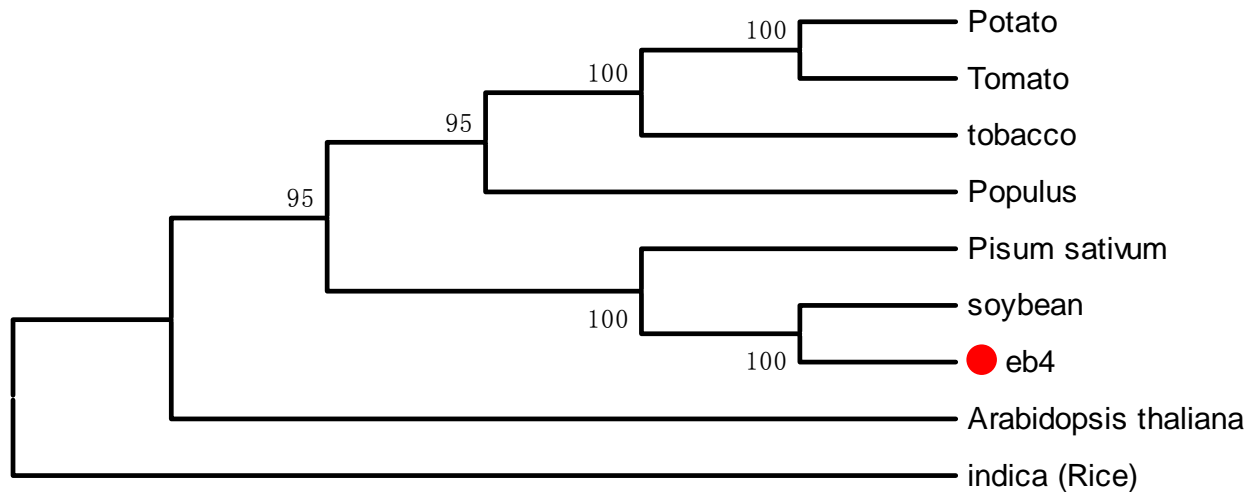 100
Potato
Tomato
100
tobacco
95
Populus
95
Pisum sativum
soybean
100
eb4
100
Arabidopsis thaliana
indica (Rice)